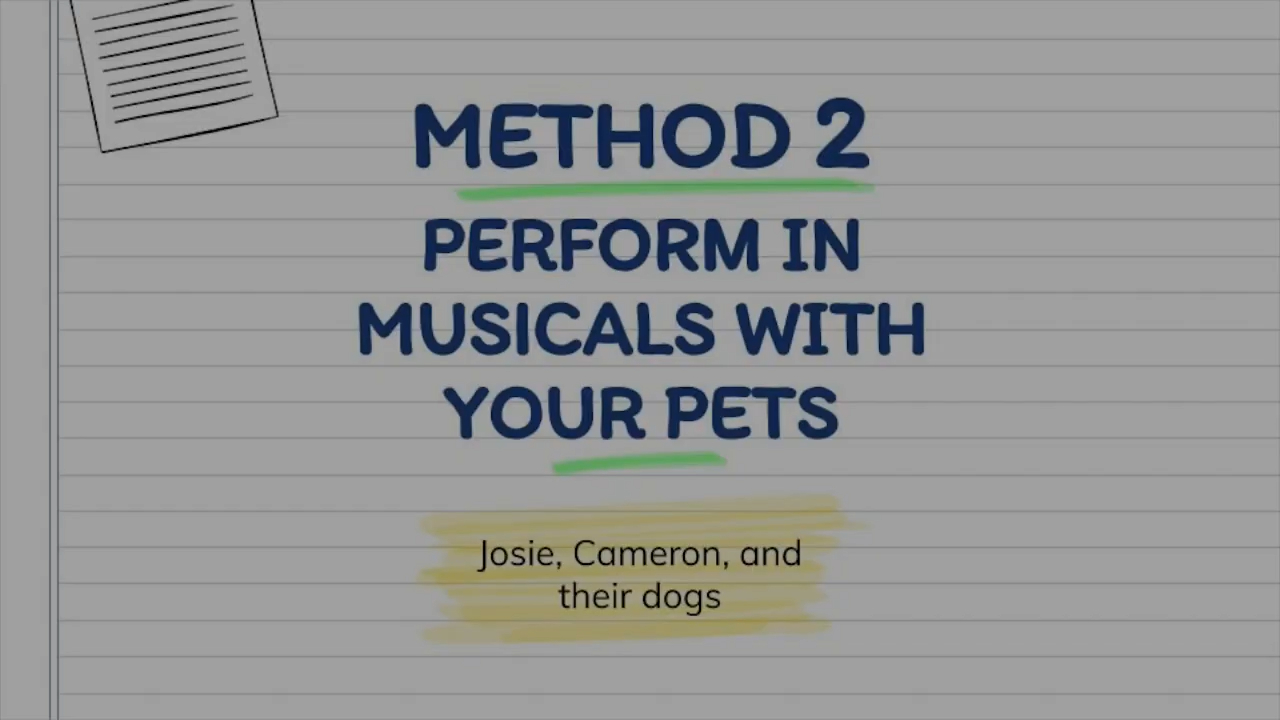 METHOD 2
PERFORM IN
MUSICALS WITH
YOUR PETS
Josie, Cameron, and
their dogs